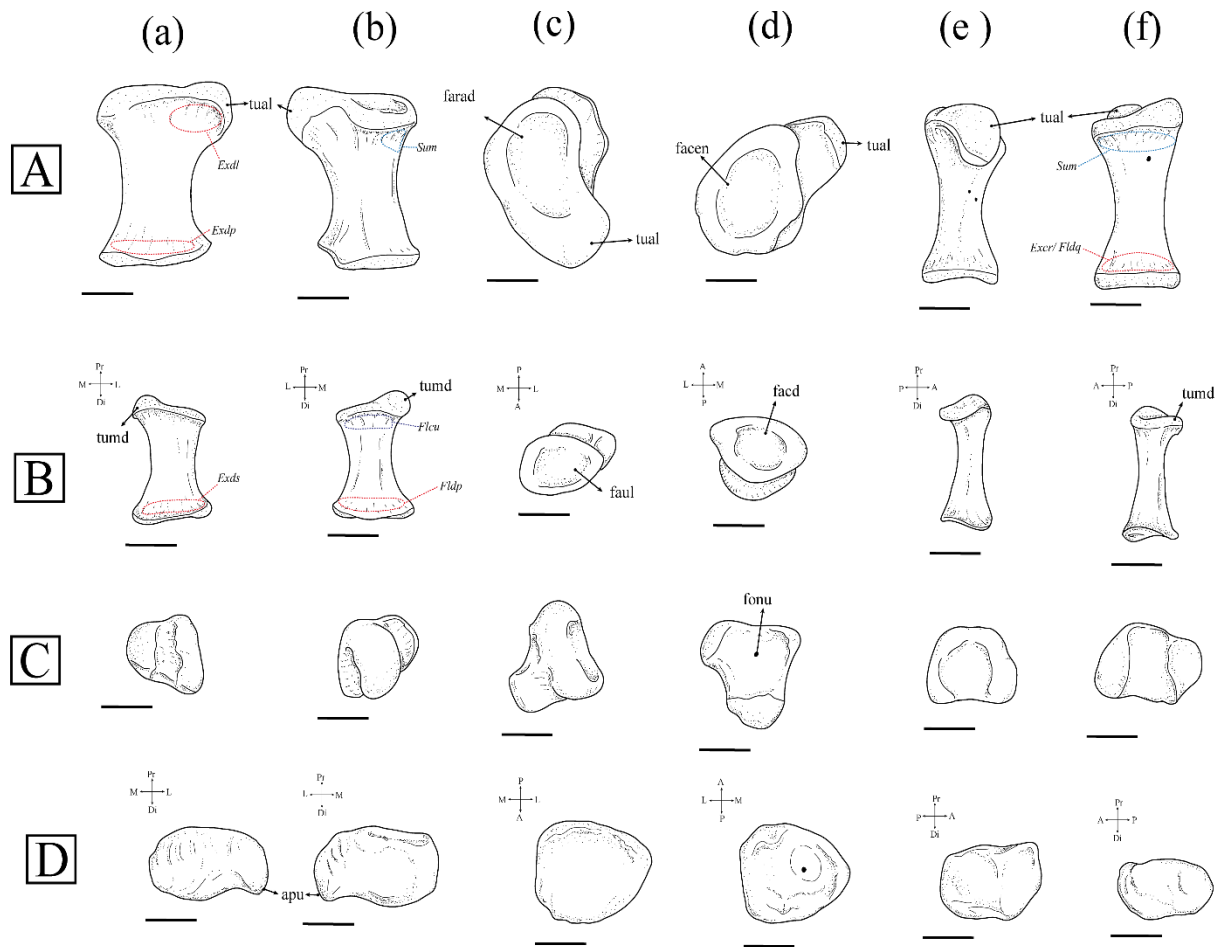 (a) (b) (c) (d) (e) (f)
A
tual
Exdl
Exdp
Sum
farad
tual
facen
tual
tual
Sum
Excr/ Fldq
B
Pr
M L
Di
tumd
Exds
Pr
L M
Di
tumd
Flcu
Fldp
P
M L
A
faul
A
L M
P
facd
Pr
P A
Di
Pr
A P
Di
tumd
C
fonu
D
Pr
M L
Di
apu
Pr
L M
Di
P
M L
A
A
L M
P
Pr
P A
Di
Pr
A P
Di